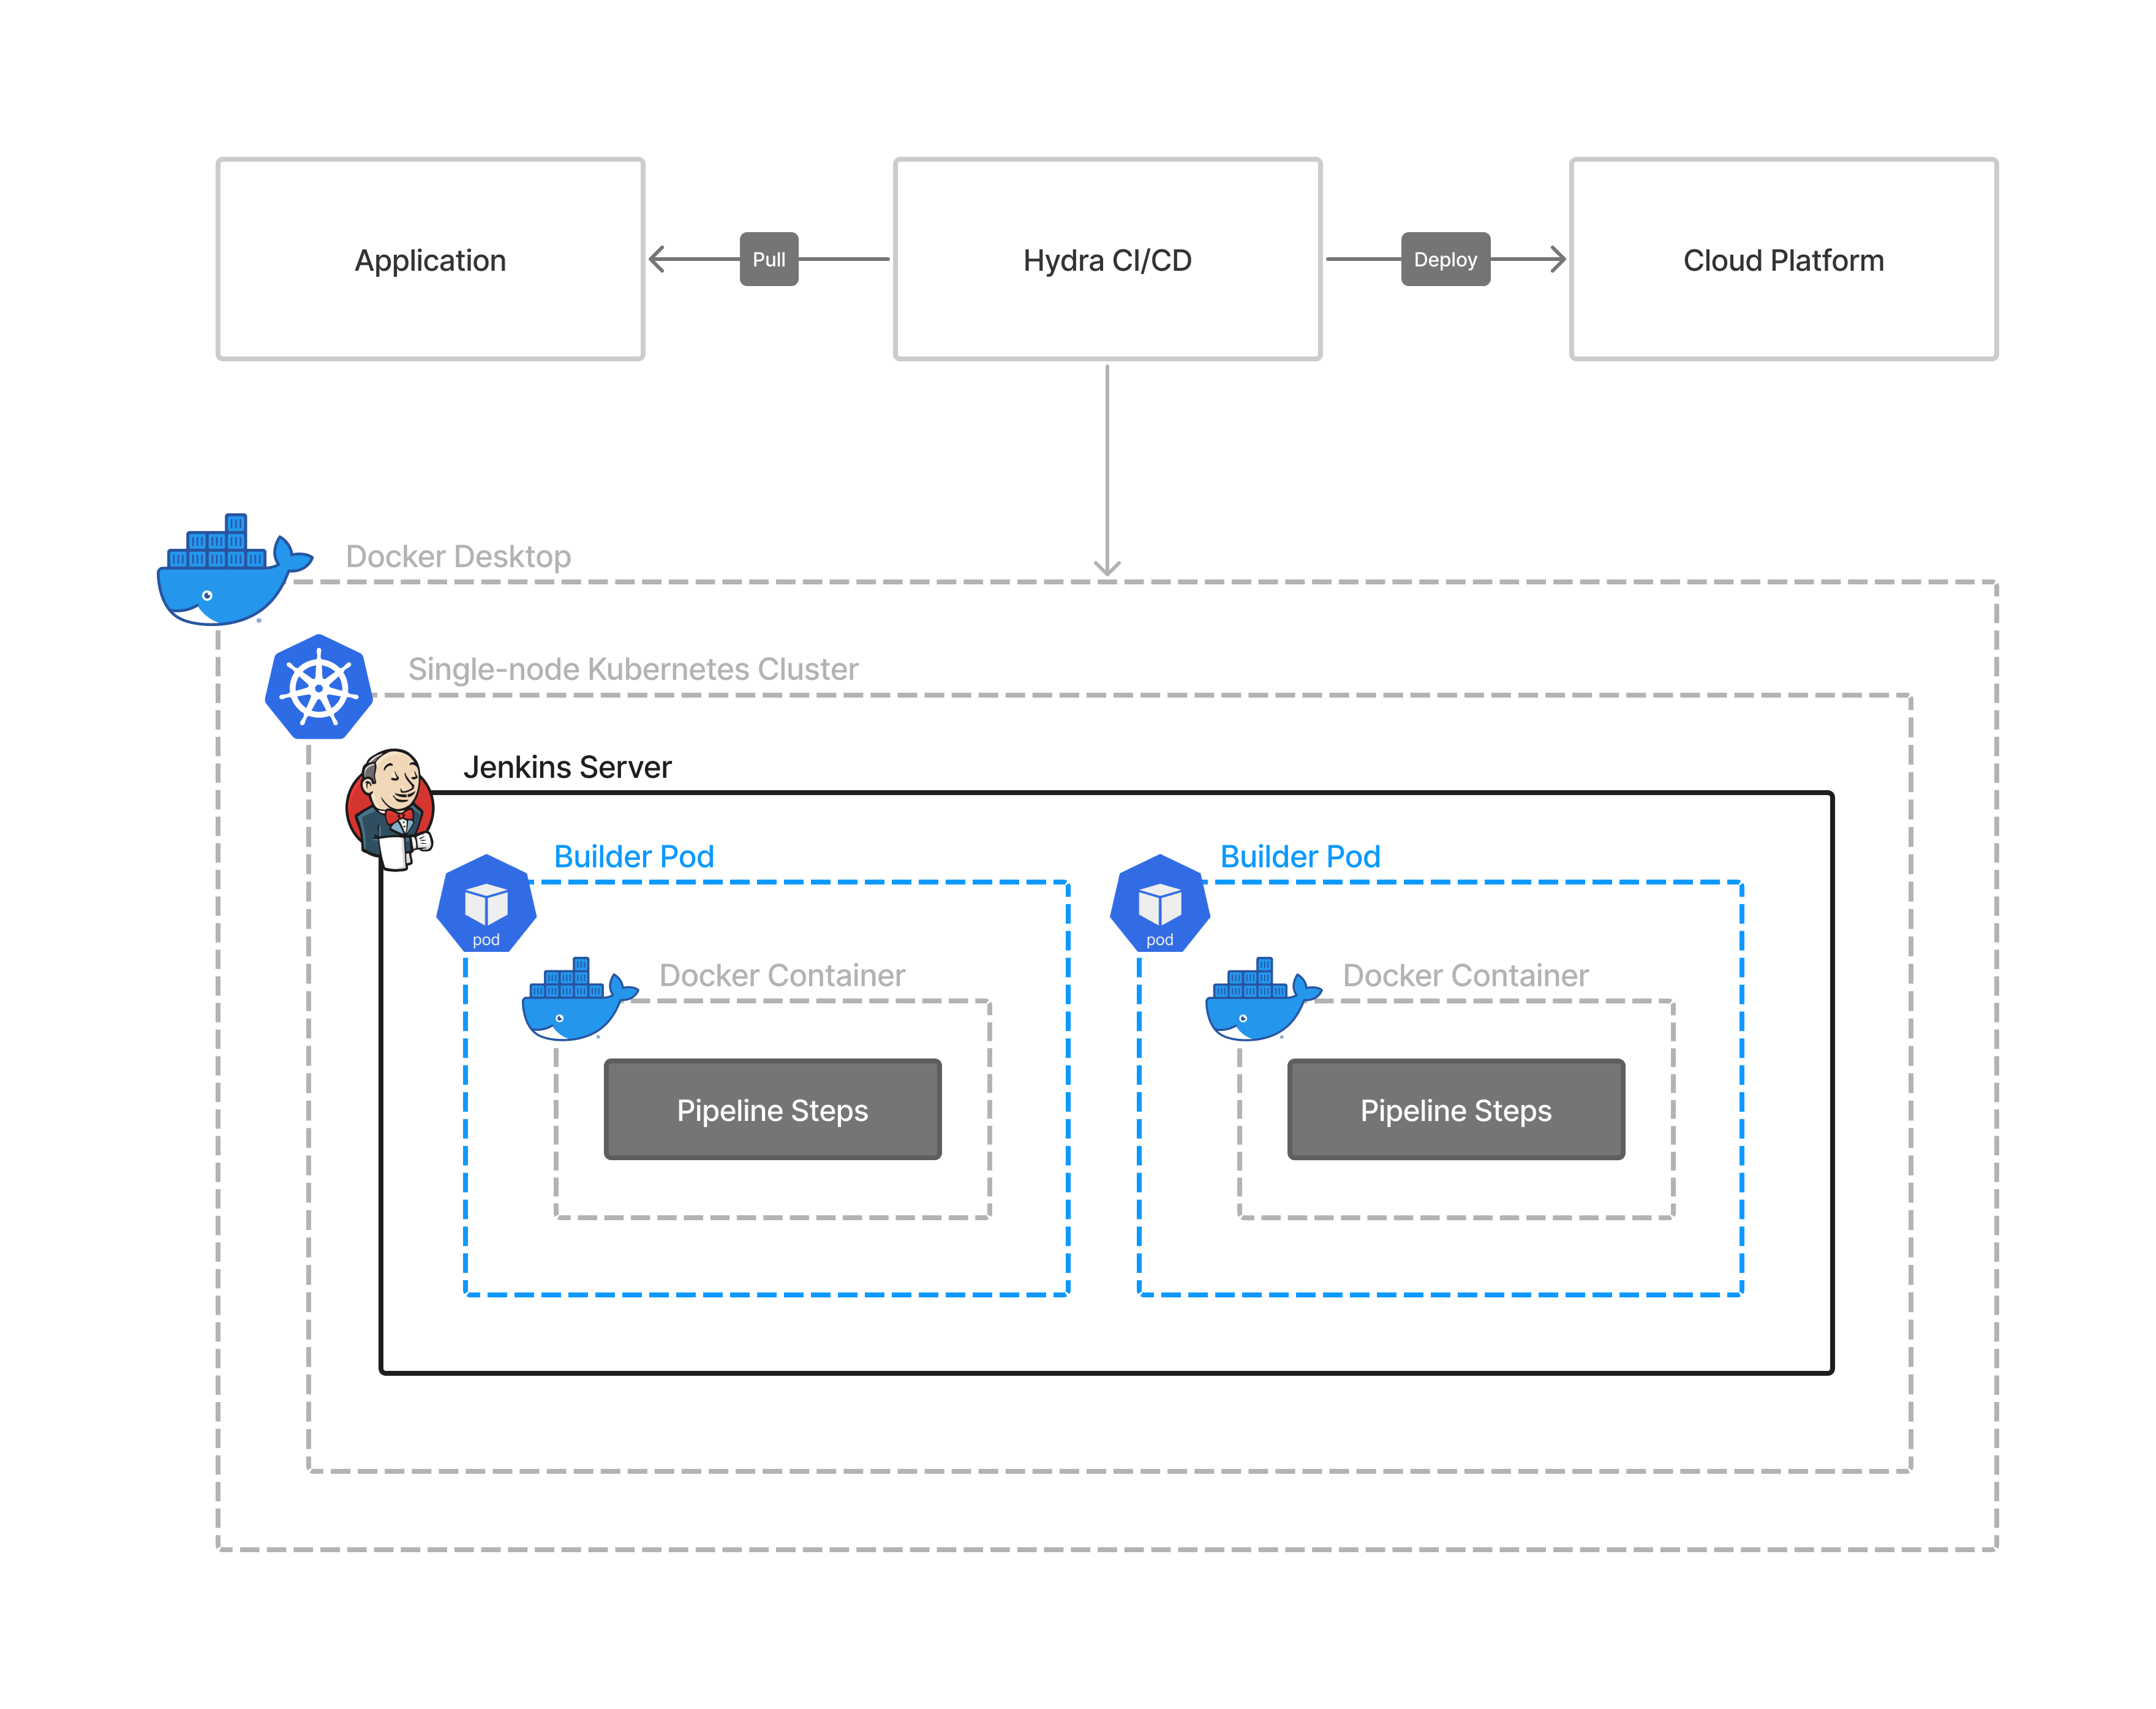 Application
Pull
Hydra CI/CD
Deploy
Cloud Platform
Docker Desktop
Single-node Kubernetes Cluster
Jenkins Server
Builder Pod
Builder Pod
pod
pod
Docker Container
Docker Container
Pipeline Steps
Pipeline Steps